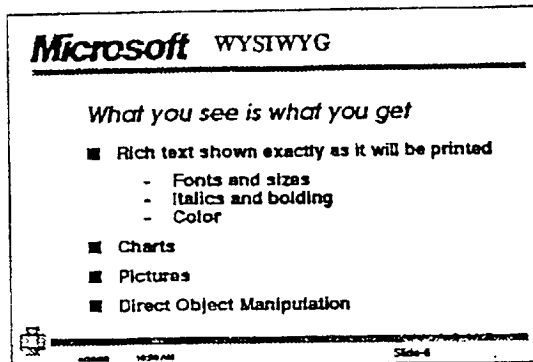 Microsoft WYSIWYG
What you see is what you get
■ Rich text shown exactly as it will be printed
- Fonts and sizes
- Italics and bolding
- Color
■ Charts
■ Pictures
■ Direct Object Manipulation
Slide-6